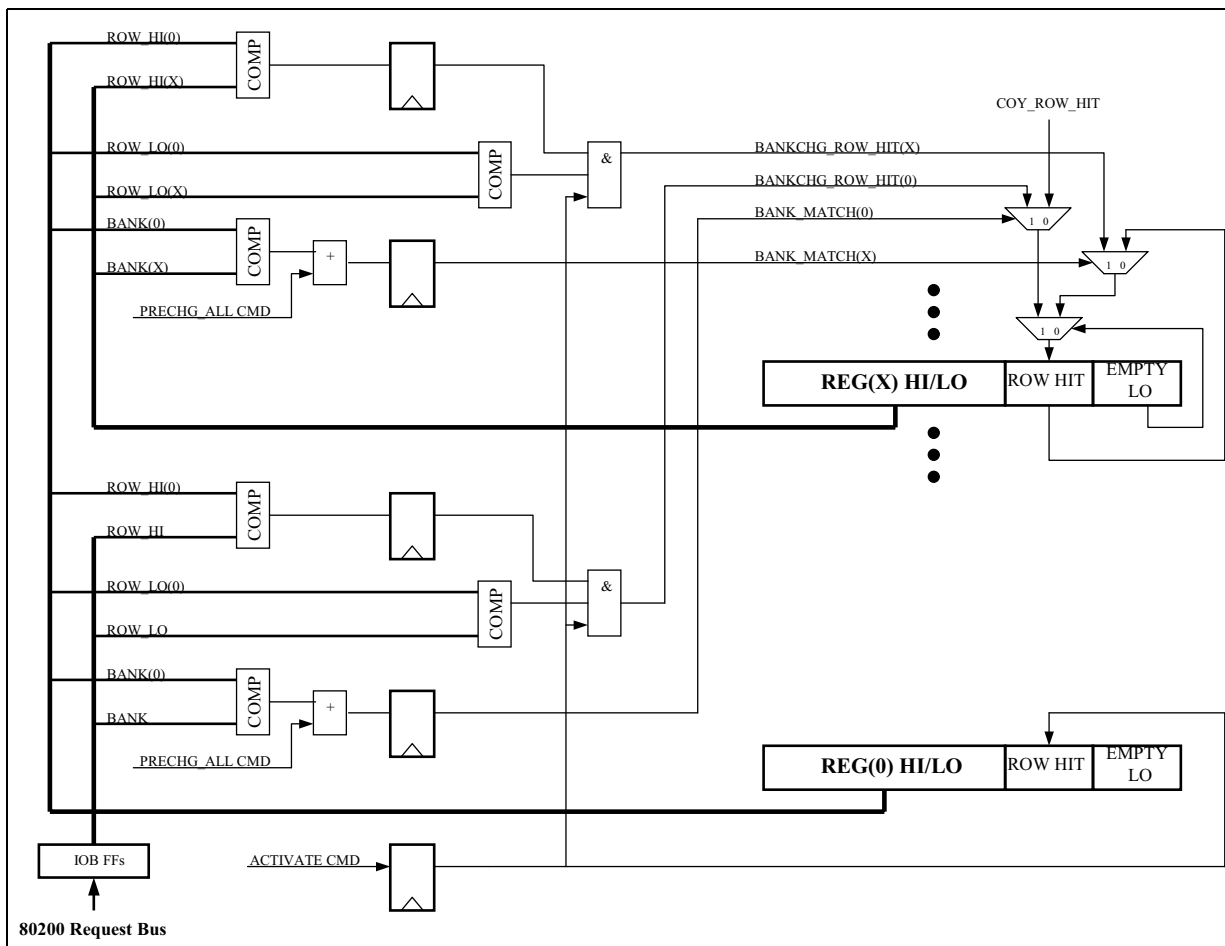 ROW_HI(0)
COMP
ROW_HI(X)
COY_ROW_HIT
ROW_LO(0)
COMP
&
BANKCHG_ROW_HIT(X)
ROW_LO(X)
BANKCHG_ROW_HIT(0)
BANK(0)
COMP
BANK_MATCH(0)
1 0
+
BANK(X)
BANK_MATCH(X)
1 0
PRECHG_ALL CMD
1 0
REG(X) HI/LO
ROW HIT
EMPTY
LO
ROW_HI(0)
COMP
ROW_HI
ROW_LO(0)
COMP
&
ROW_LO
BANK(0)
COMP
+
BANK
PRECHG_ALL CMD
REG(0) HI/LO
ROW HIT
EMPTY
LO
IOB FFs
ACTIVATE CMD
80200 Request Bus